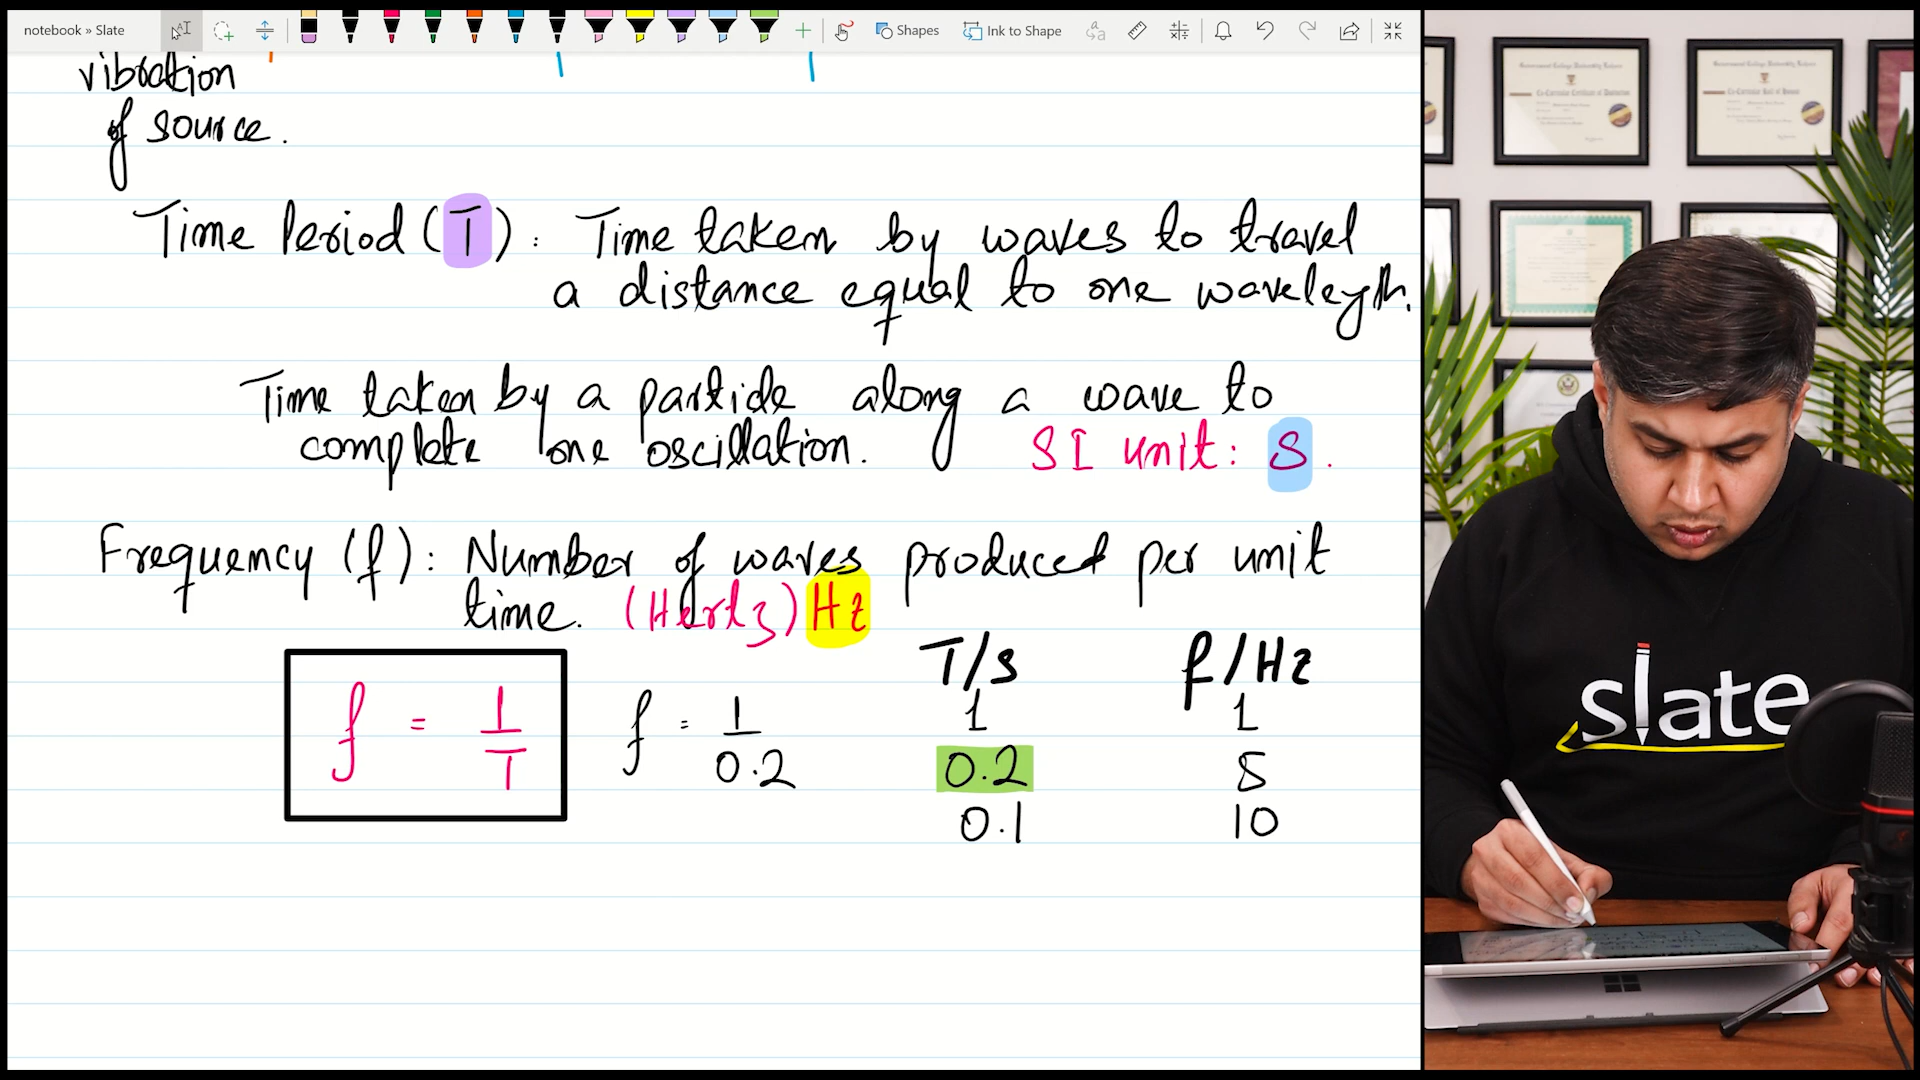 notebook » Slate
Shapes
Ink to Shape
vibration
of source.
Time Period (T): Time taken by waves to travel
a distance equal to one wavelegth.
Time taken by a particle along a wave to
complete one oscillation. SI unit: S.
Frequency (f): Number of waves produced per unit
time. (Hertz) Hz
T/s f/Hz
f = 1/T f = 1/0.2 1 1
0.2 5
0.1 10
slate